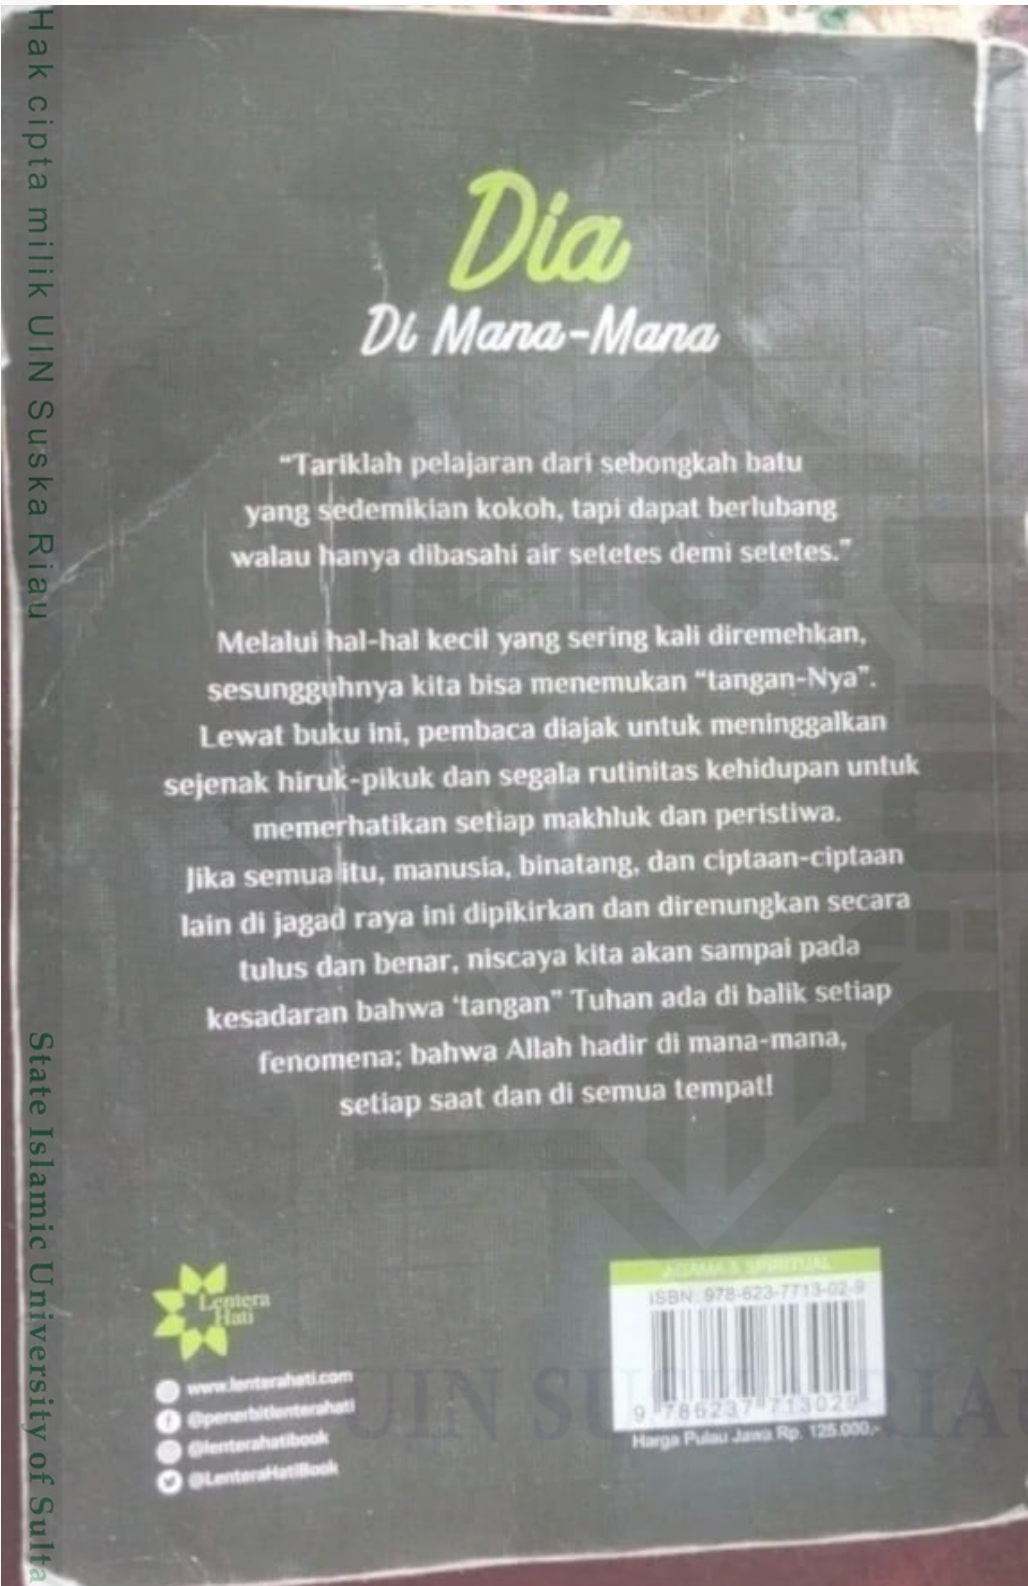 Hak cipta milik UIN Suska Riau
State Islamic University of Sulta
Dia
Di Mana-Mana
“Tariklah pelajaran dari sebongkah batu
yang sedemikian kokoh, tapi dapat berlubang
walau hanya dibasahi air setetes demi setetes.”
Melalui hal-hal kecil yang sering kali diremehkan,
sesungguhnya kita bisa menemukan “tangan-Nya”.
Lewat buku ini, pembaca diajak untuk meninggalkan
sejenak hiruk-pikuk dan segala rutinitas kehidupan untuk
memerhatikan setiap makhluk dan peristiwa.
Jika semua itu, manusia, binatang, dan ciptaan-ciptaan
lain di jagad raya ini dipikirkan dan direnungkan secara
tulus dan benar, niscaya kita akan sampai pada
kesadaran bahwa ‘tangan” Tuhan ada di balik setiap
fenomena; bahwa Allah hadir di mana-mana,
setiap saat dan di semua tempat!
Lentera
Hati
www.lenterahati.com
@penerbitlenterahati
@lenterahatibook
@LenteraHatiBook
AGAMA & SPIRITUAL
ISBN: 978-623-7713-02-9
9 786237 713029
Harga Pulau Jawa Rp. 125.000,-
UIN SUSKA RIAU